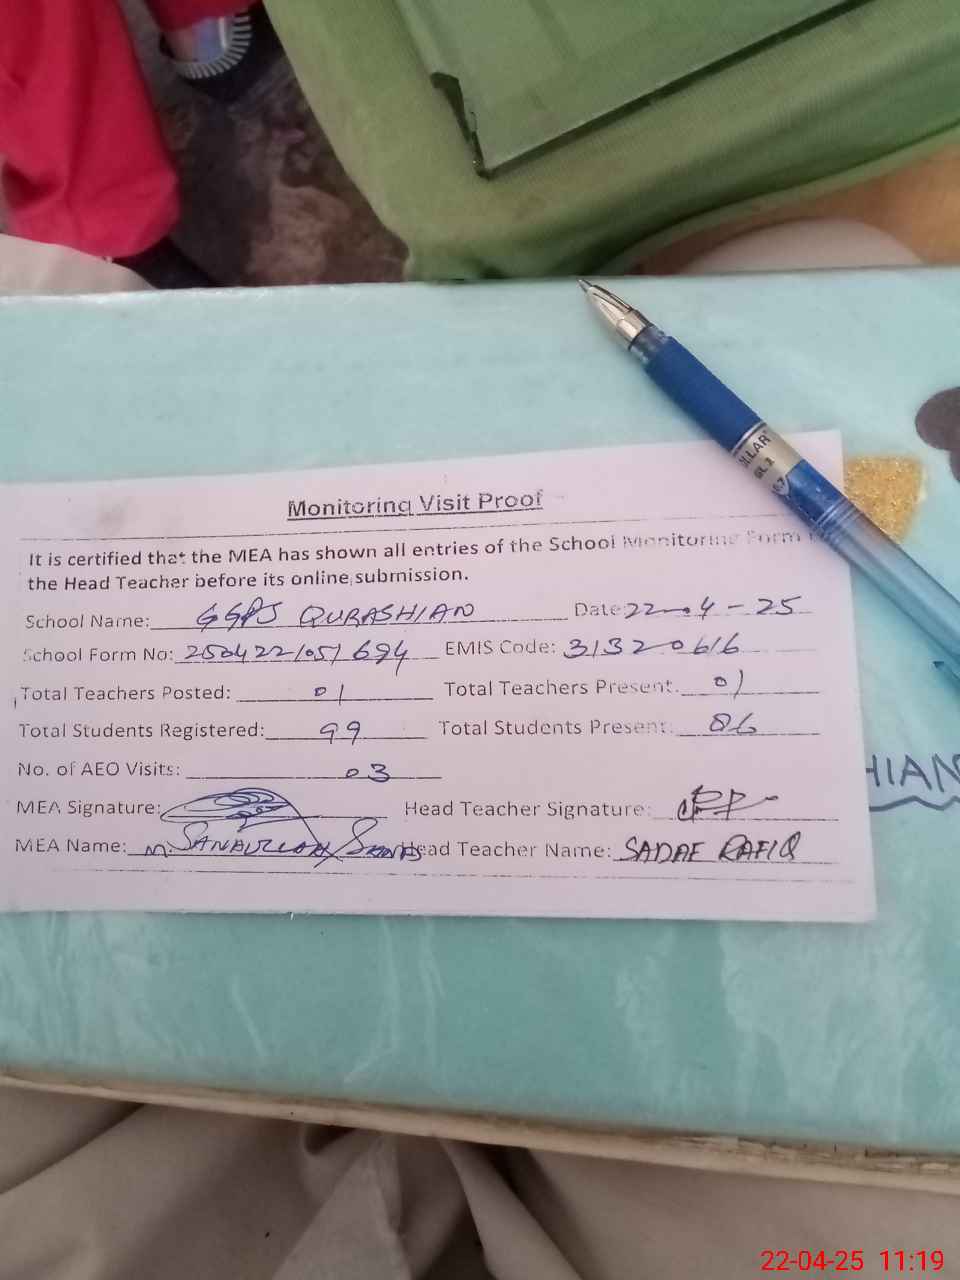 Monitoring Visit Proof
It is certified that the MEA has shown all entries of the School Monitoring Form
the Head Teacher before its online submission.
School Name: GGPS QURASHIAN Date: 22-4-25
School Form No: 2504221051694 EMIS Code: 31320616
Total Teachers Posted: 01 Total Teachers Present: 01
Total Students Registered: 99 Total Students Present: 86
No. of AEO Visits: 03
MEA Signature: Head Teacher Signature:
MEA Name: M. SANAULLAH Head Teacher Name: SADAF RAFIQ
HIAN
22-04-25 11:19